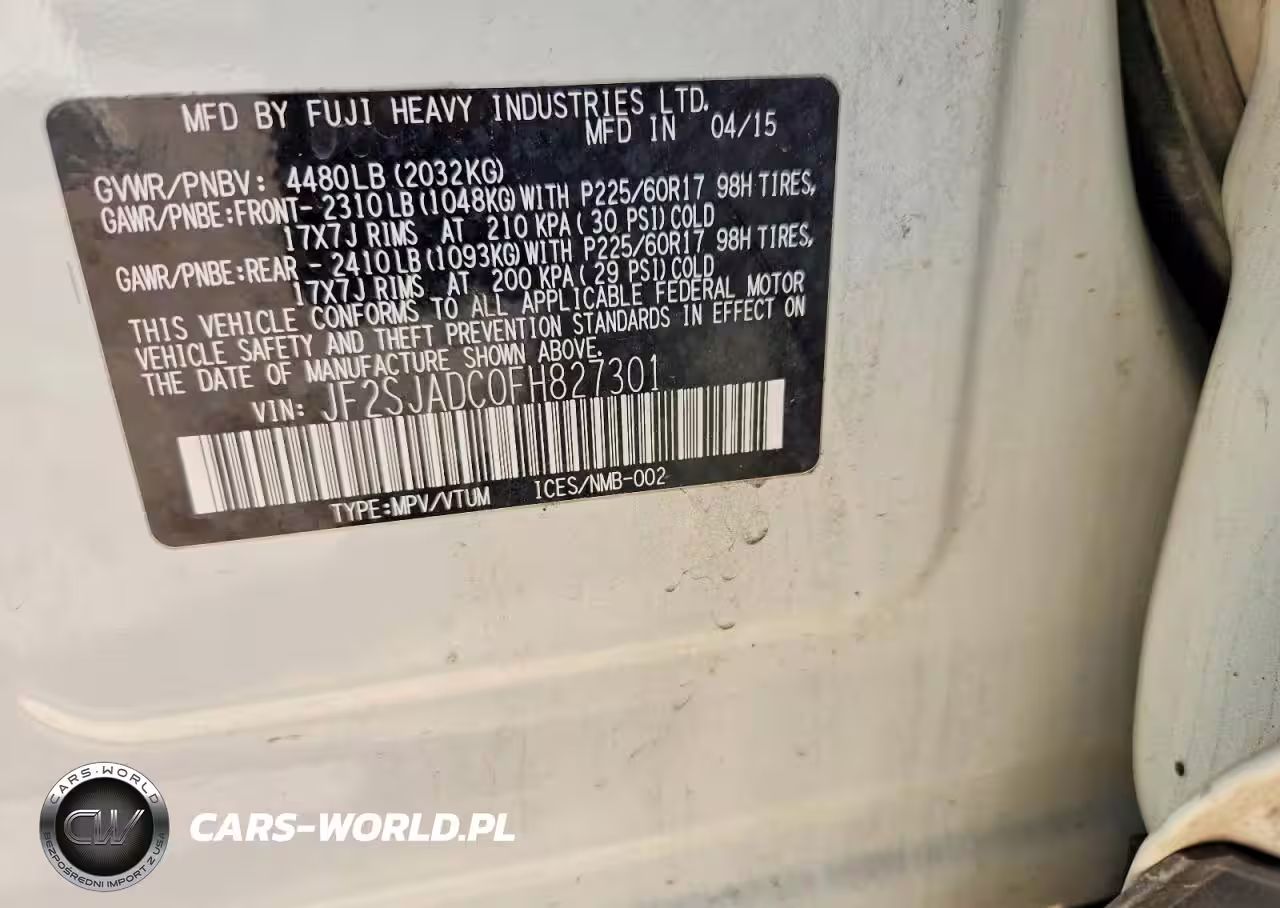 MFD BY FUJI HEAVY INDUSTRIES LTD.
MFD IN 04/15
GVWR/PNBV: 4480LB (2032KG)
GAWR/PNBE:FRONT- 2310LB(1048KG)WITH P225/60R17 98H TIRES,
17X7J RIMS AT 210 KPA( 30 PSI)COLD
GAWR/PNBE:REAR - 2410LB(1093KG)WITH P225/60R17 98H TIRES,
17X7J RIMS AT 200 KPA( 29 PSI)COLD
THIS VEHICLE CONFORMS TO ALL APPLICABLE FEDERAL MOTOR
VEHICLE SAFETY AND THEFT PREVENTION STANDARDS IN EFFECT ON
THE DATE OF MANUFACTURE SHOWN ABOVE.
VIN: JF2SJADC0FH827301
TYPE:MPV/VTUM ICES/NMB-002
CARS-WORLD
CW
BEZPOŚREDNI IMPORT Z USA
CARS-WORLD.PL